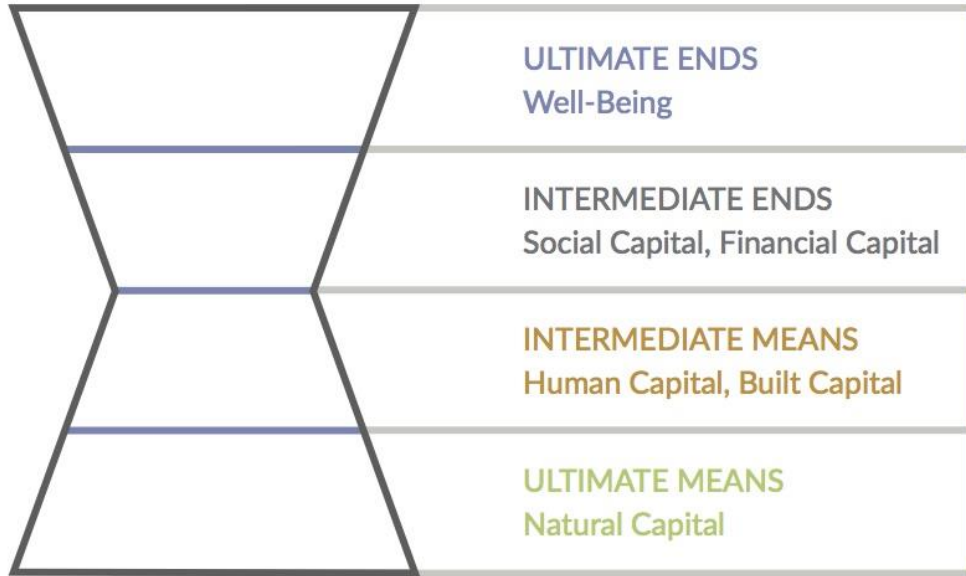 ULTIMATE ENDS
Well-Being
INTERMEDIATE ENDS
Social Capital, Financial Capital
INTERMEDIATE MEANS
Human Capital, Built Capital
ULTIMATE MEANS
Natural Capital